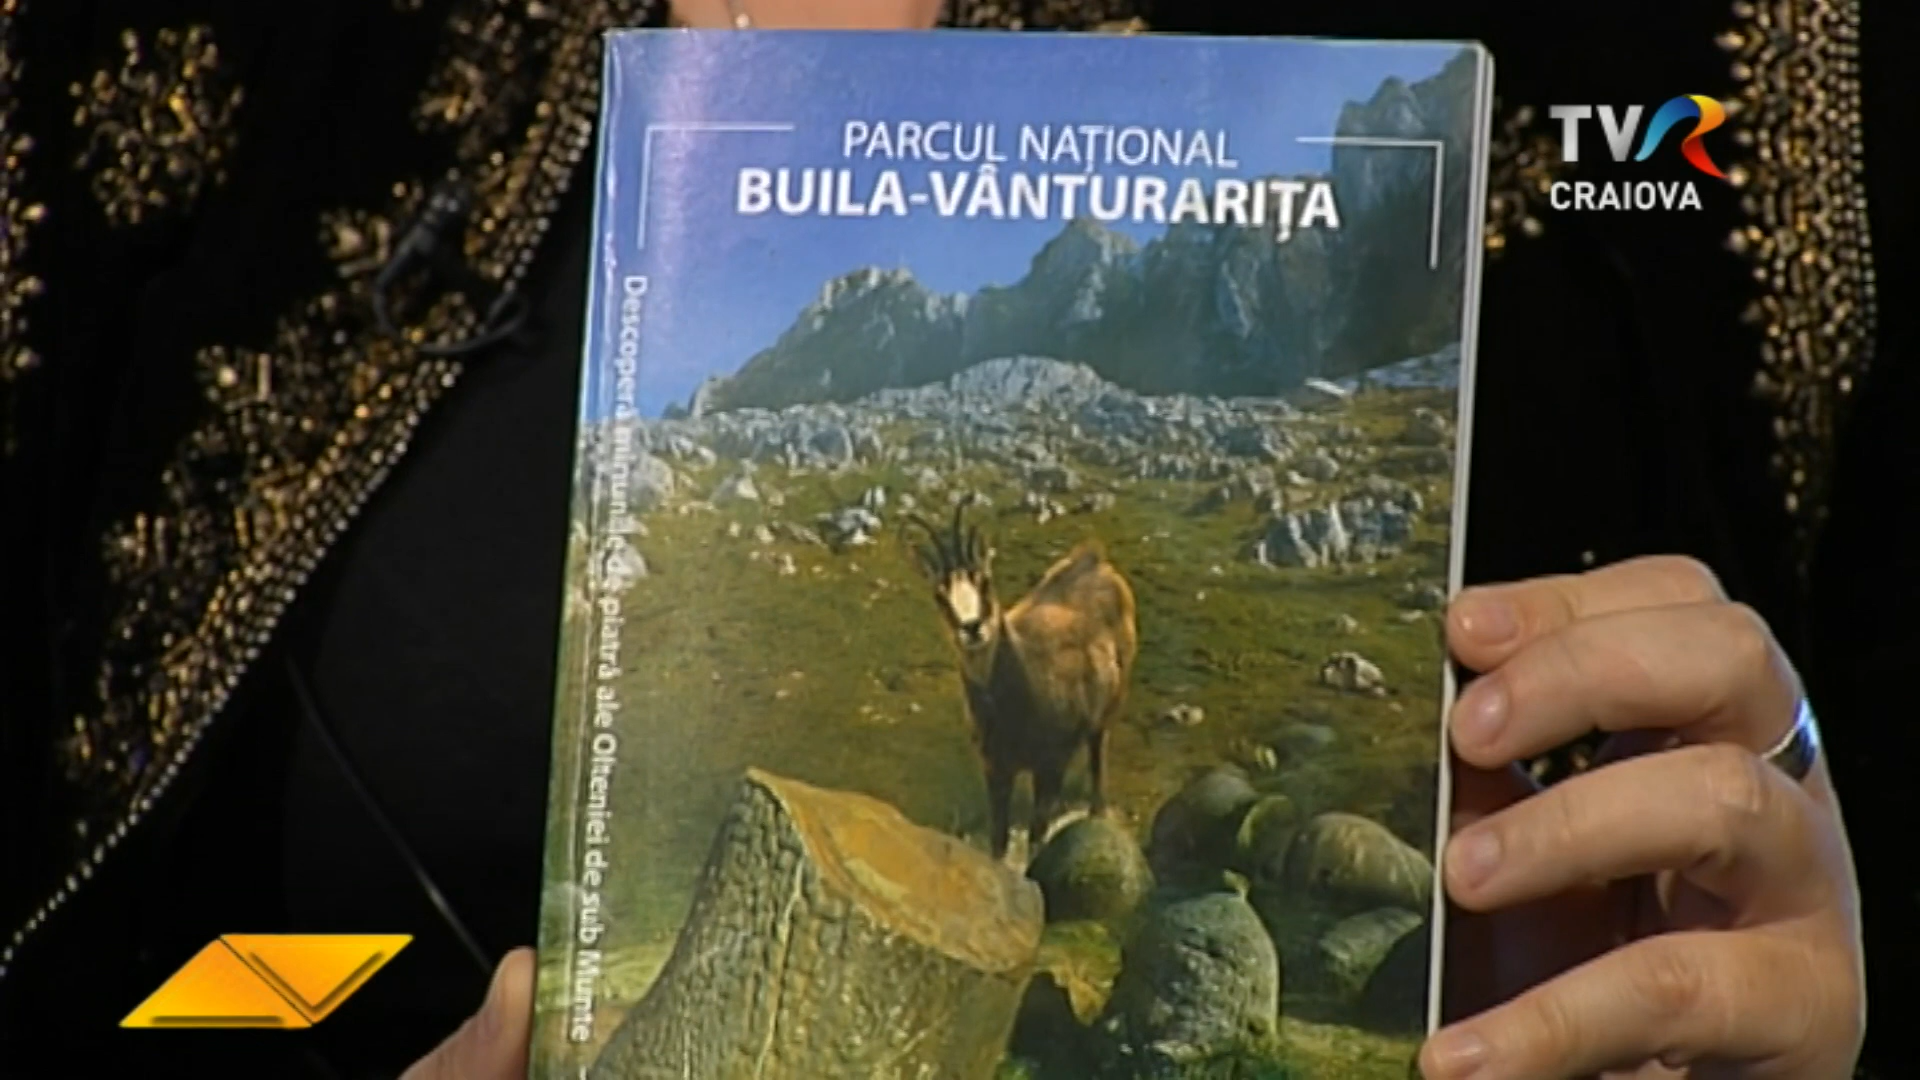 PARCUL NAȚIONAL
BUILA-VÂNTURARIȚA
Descoperă minunile de piatră ale Olteniei de sub Munte
TVR
CRAIOVA